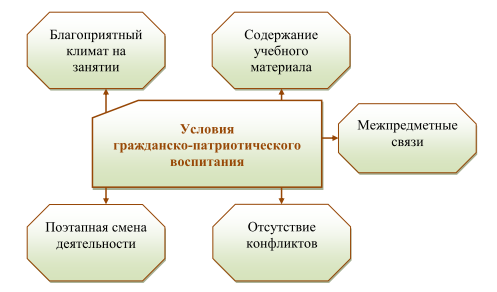 Благоприятный
климат на
занятии
Содержание
учебного
материала
Условия
гражданско-патриотического
воспитания
Межпредметные
связи
Поэтапная смена
деятельности
Отсутствие
конфликтов